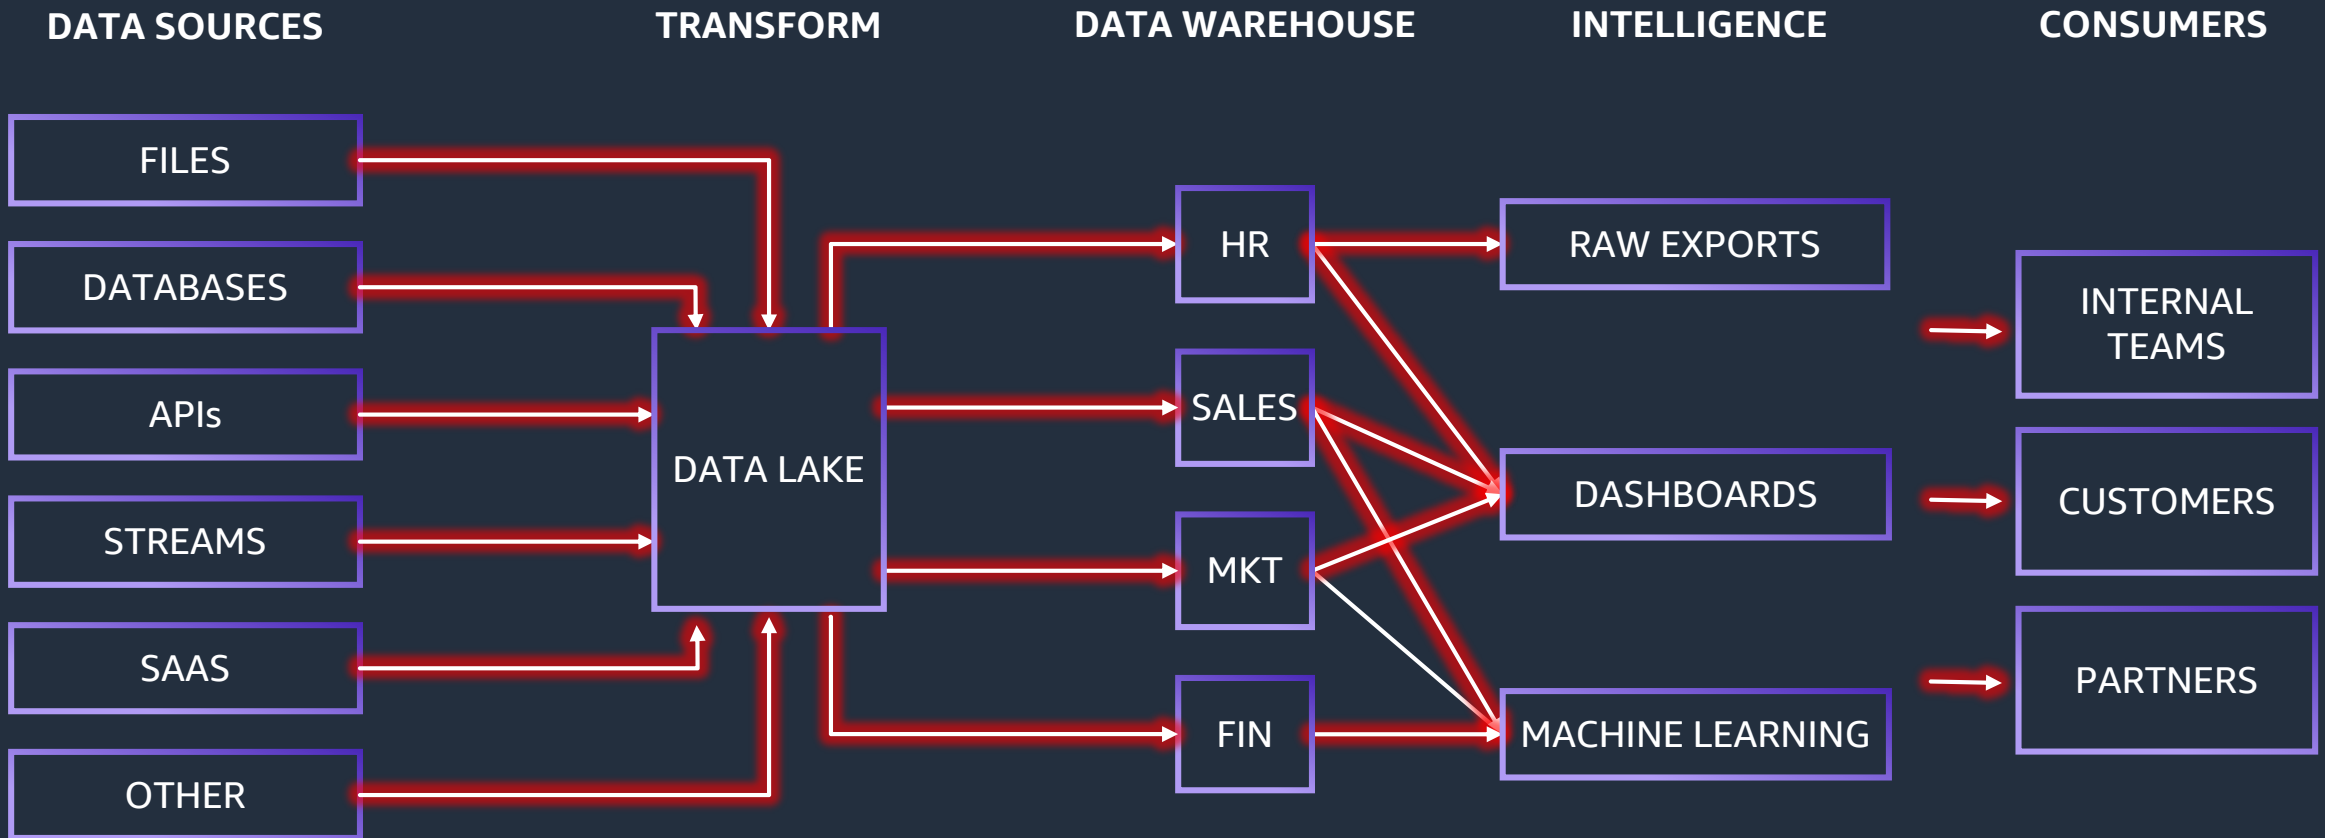 DATA SOURCES
TRANSFORM
DATA WAREHOUSE
INTELLIGENCE
CONSUMERS
FILES
DATABASES
APIs
STREAMS
SAAS
OTHER
DATA LAKE
HR
SALES
MKT
FIN
RAW EXPORTS
DASHBOARDS
MACHINE LEARNING
INTERNAL
TEAMS
CUSTOMERS
PARTNERS